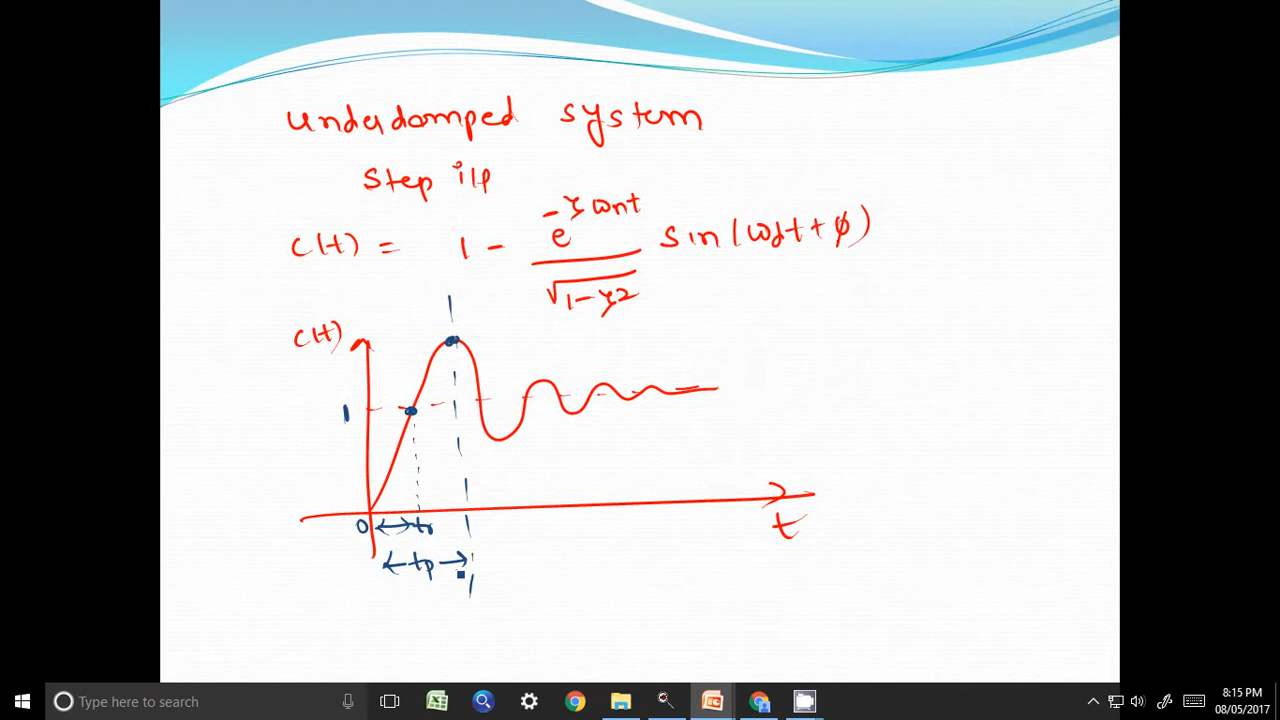 underdamped system
Step i/p
c(t) = 1 - e^-ζωnt / √1-ζ2 sin(ωdt + φ)
c(t)
1
0 tr
t
tp
Type here to search
8:15 PM
08/05/2017